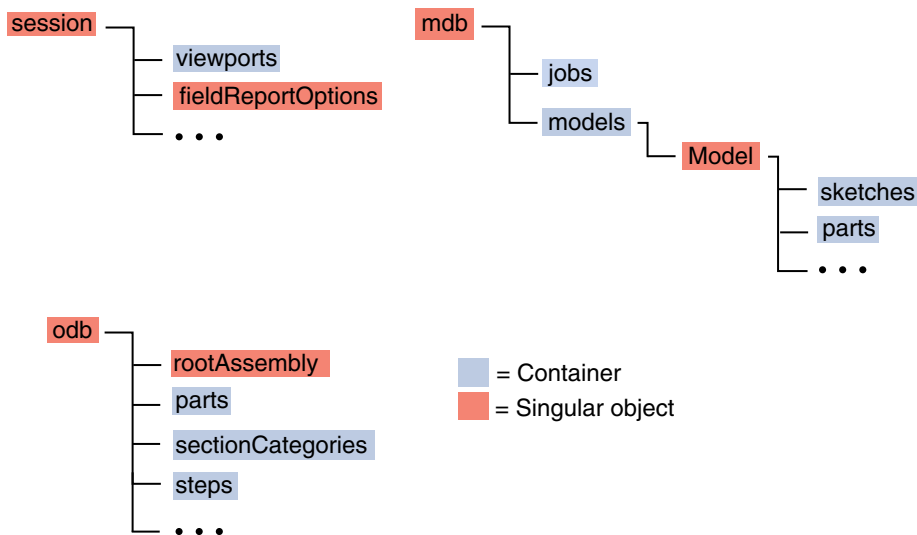 session
viewports
fieldReportOptions
• • •
mdb
jobs
models
Model
sketches
parts
• • •
odb
rootAssembly
parts
sectionCategories
steps
• • •
= Container
= Singular object